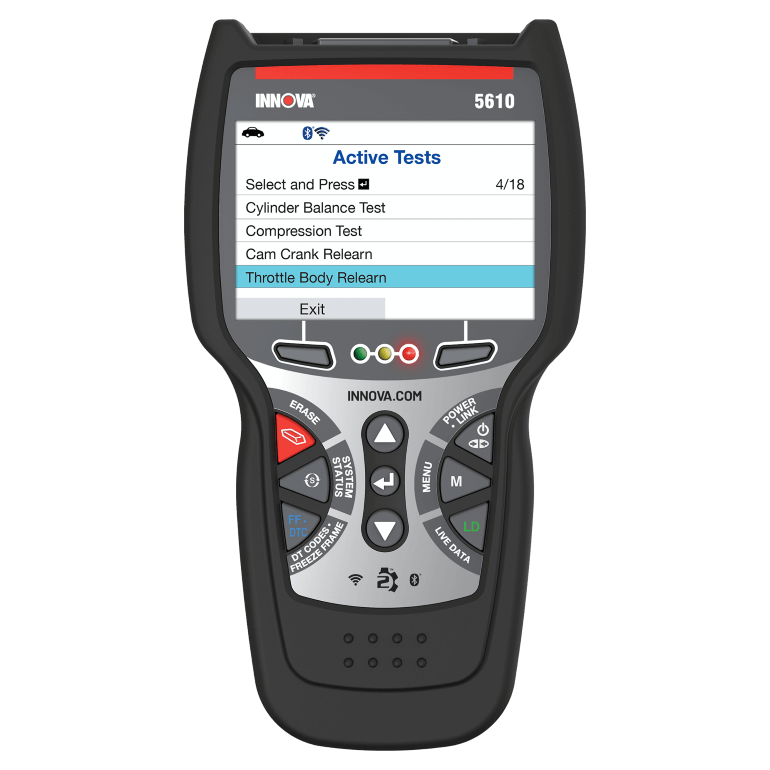 INNOVA 5610
Active Tests
Select and Press 4/18
Cylinder Balance Test
Compression Test
Cam Crank Relearn
Throttle Body Relearn
Exit
INNOVA.COM
ERASE
POWER
• LINK
SYSTEM
STATUS
S
MENU
M
FF •
DTC
LD
DT CODES •
FREEZE FRAME
LIVE DATA
2